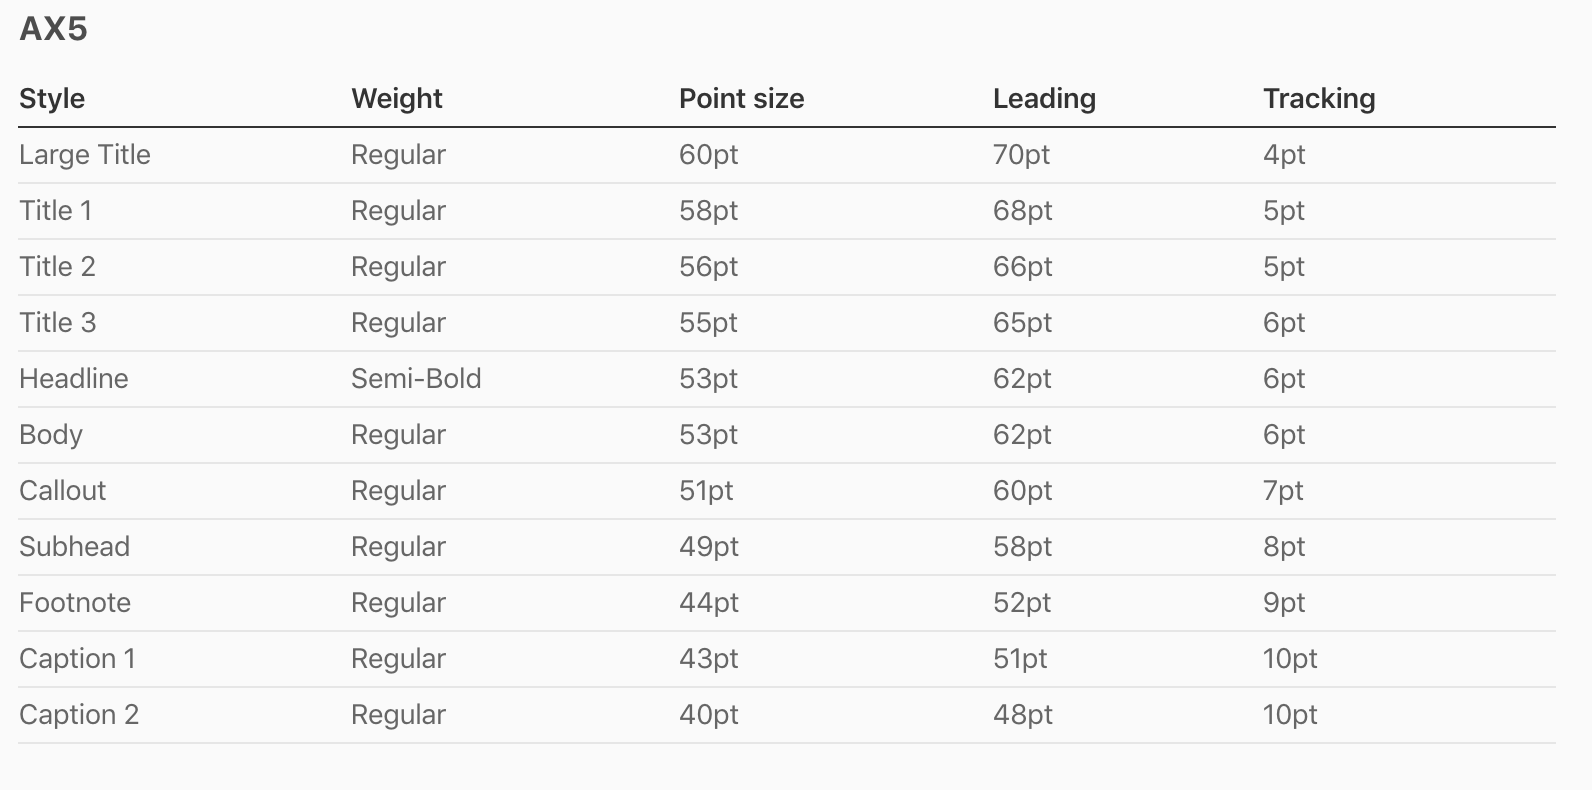 AX5
Style Weight Point size Leading Tracking
Large Title Regular 60pt 70pt 4pt
Title 1 Regular 58pt 68pt 5pt
Title 2 Regular 56pt 66pt 5pt
Title 3 Regular 55pt 65pt 6pt
Headline Semi-Bold 53pt 62pt 6pt
Body Regular 53pt 62pt 6pt
Callout Regular 51pt 60pt 7pt
Subhead Regular 49pt 58pt 8pt
Footnote Regular 44pt 52pt 9pt
Caption 1 Regular 43pt 51pt 10pt
Caption 2 Regular 40pt 48pt 10pt